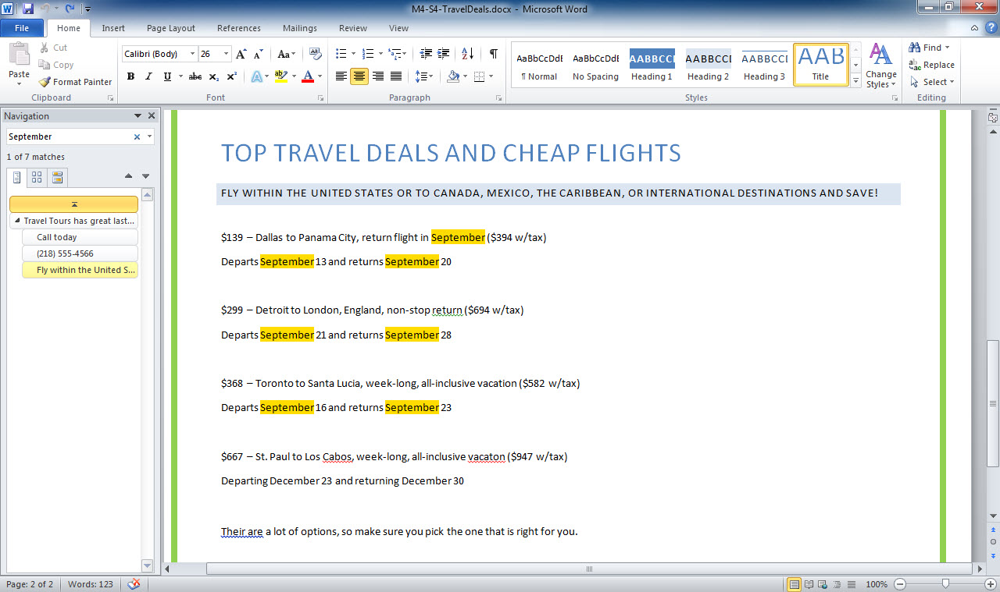 M4-S4-TravelDeals.docx - Microsoft Word
File Home Insert Page Layout References Mailings Review View
Paste
Cut
Copy
Format Painter
Clipboard
Calibri (Body) 26
Font
Paragraph
AaBbCcDdE AaBbCcDdE AABBCCI AABBCCI AABBCCI AAB
¶ Normal No Spacing Heading 1 Heading 2 Heading 3 Title
Change Styles
Styles
Find
Replace
Select
Editing
Navigation
September
1 of 7 matches
Travel Tours has great last...
Call today
(218) 555-4566
Fly within the United S...
TOP TRAVEL DEALS AND CHEAP FLIGHTS
FLY WITHIN THE UNITED STATES OR TO CANADA, MEXICO, THE CARIBBEAN, OR INTERNATIONAL DESTINATIONS AND SAVE!
$139 – Dallas to Panama City, return flight in September ($394 w/tax)
Departs September 13 and returns September 20
$299 – Detroit to London, England, non-stop return ($694 w/tax)
Departs September 21 and returns September 28
$368 – Toronto to Santa Lucia, week-long, all-inclusive vacation ($582 w/tax)
Departs September 16 and returns September 23
$667 – St. Paul to Los Cabos, week-long, all-inclusive vacaton ($947 w/tax)
Departing December 23 and returning December 30
Their are a lot of options, so make sure you pick the one that is right for you.
Page: 2 of 2 Words: 123 100%